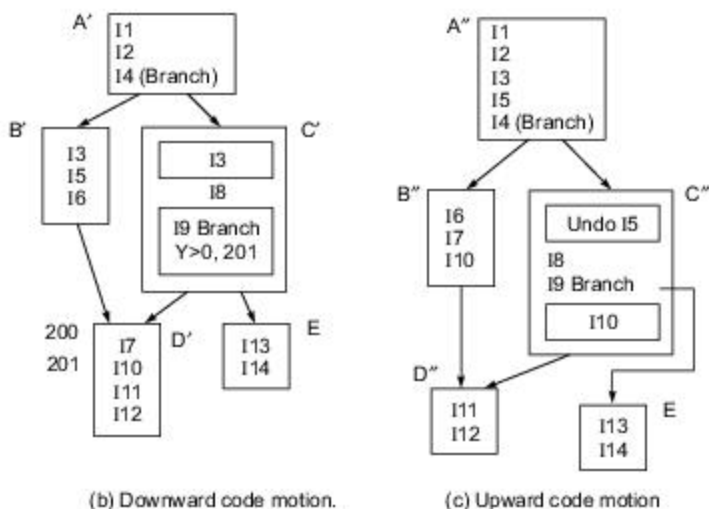 A′
I1
I2
I4 (Branch)
B′
I3
I5
I6
C′
I3
I8
I9 Branch
Y>0, 201
200
201
D′
I7
I10
I11
I12
E
I13
I14
(b) Downward code motion.
A″
I1
I2
I3
I5
I4 (Branch)
B″
I6
I7
I10
C″
Undo I5
I8
I9 Branch
I10
D″
I11
I12
E
I13
I14
(c) Upward code motion